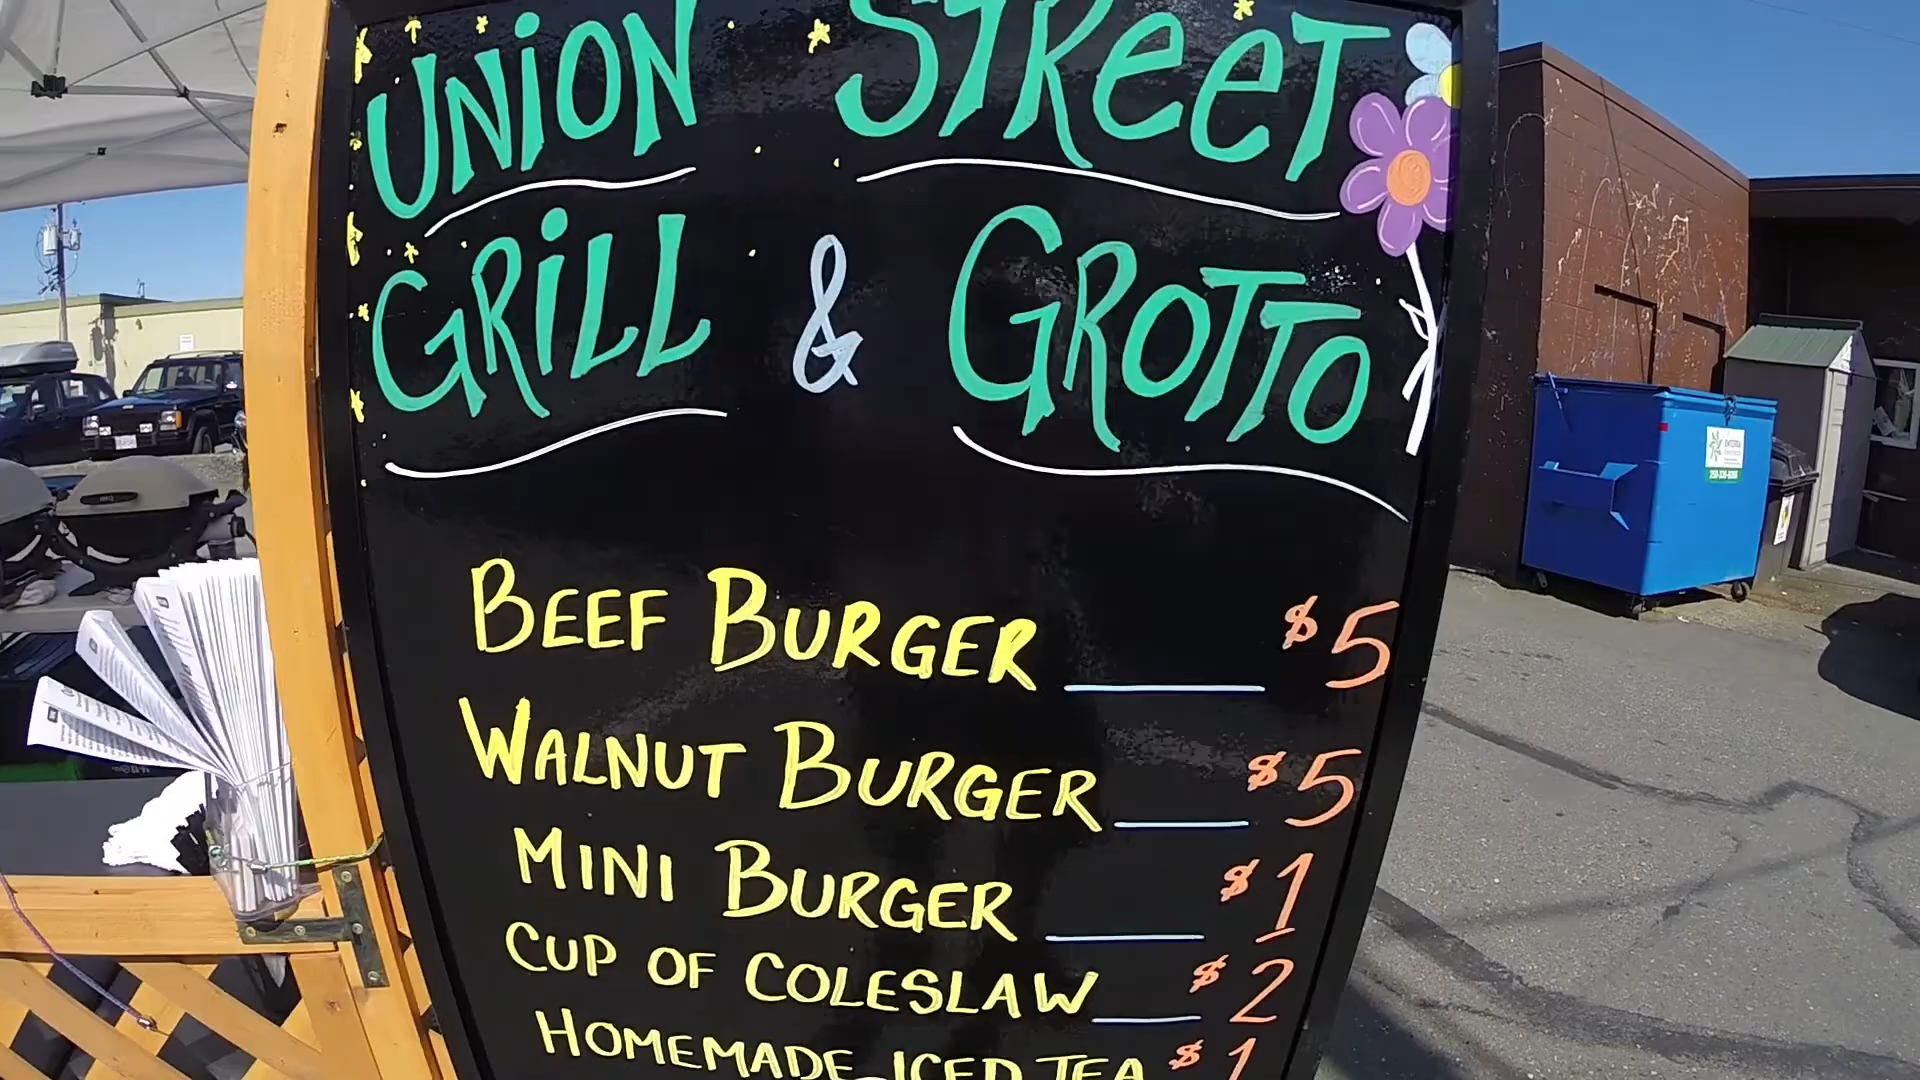 UNION STREET
GRILL & GROTTO
BEEF BURGER $5
WALNUT BURGER $5
MINI BURGER $1
CUP OF COLESLAW $2
HOMEMADE ICED TEA $1